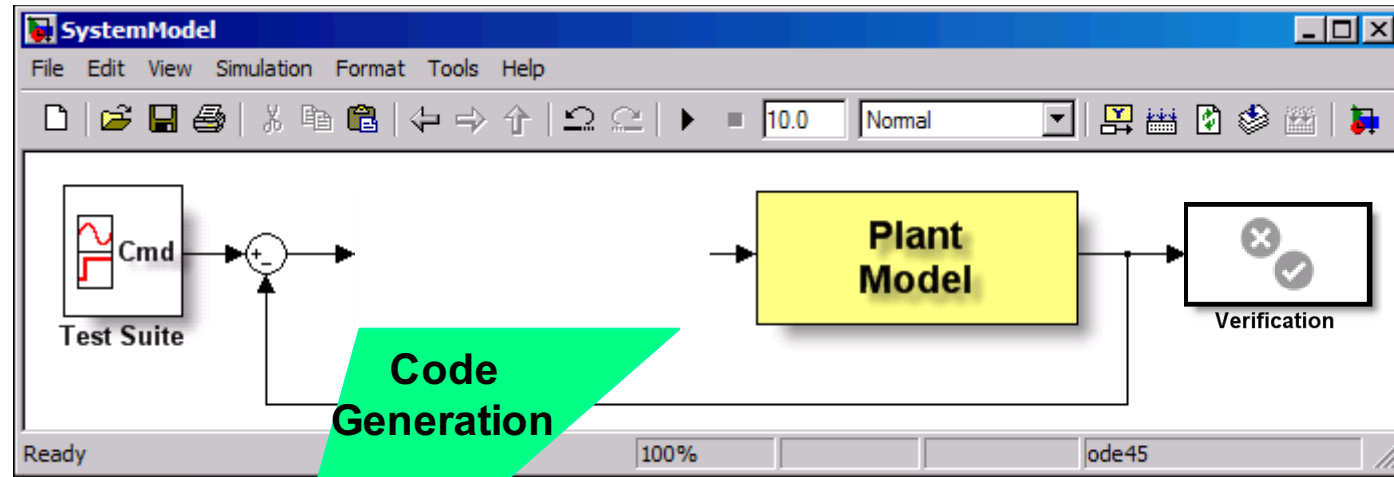 SystemModel
File Edit View Simulation Format Tools Help
10.0 Normal
Cmd
Test Suite
+
-
Plant
Model
Verification
Code
Generation
Ready 100% ode45